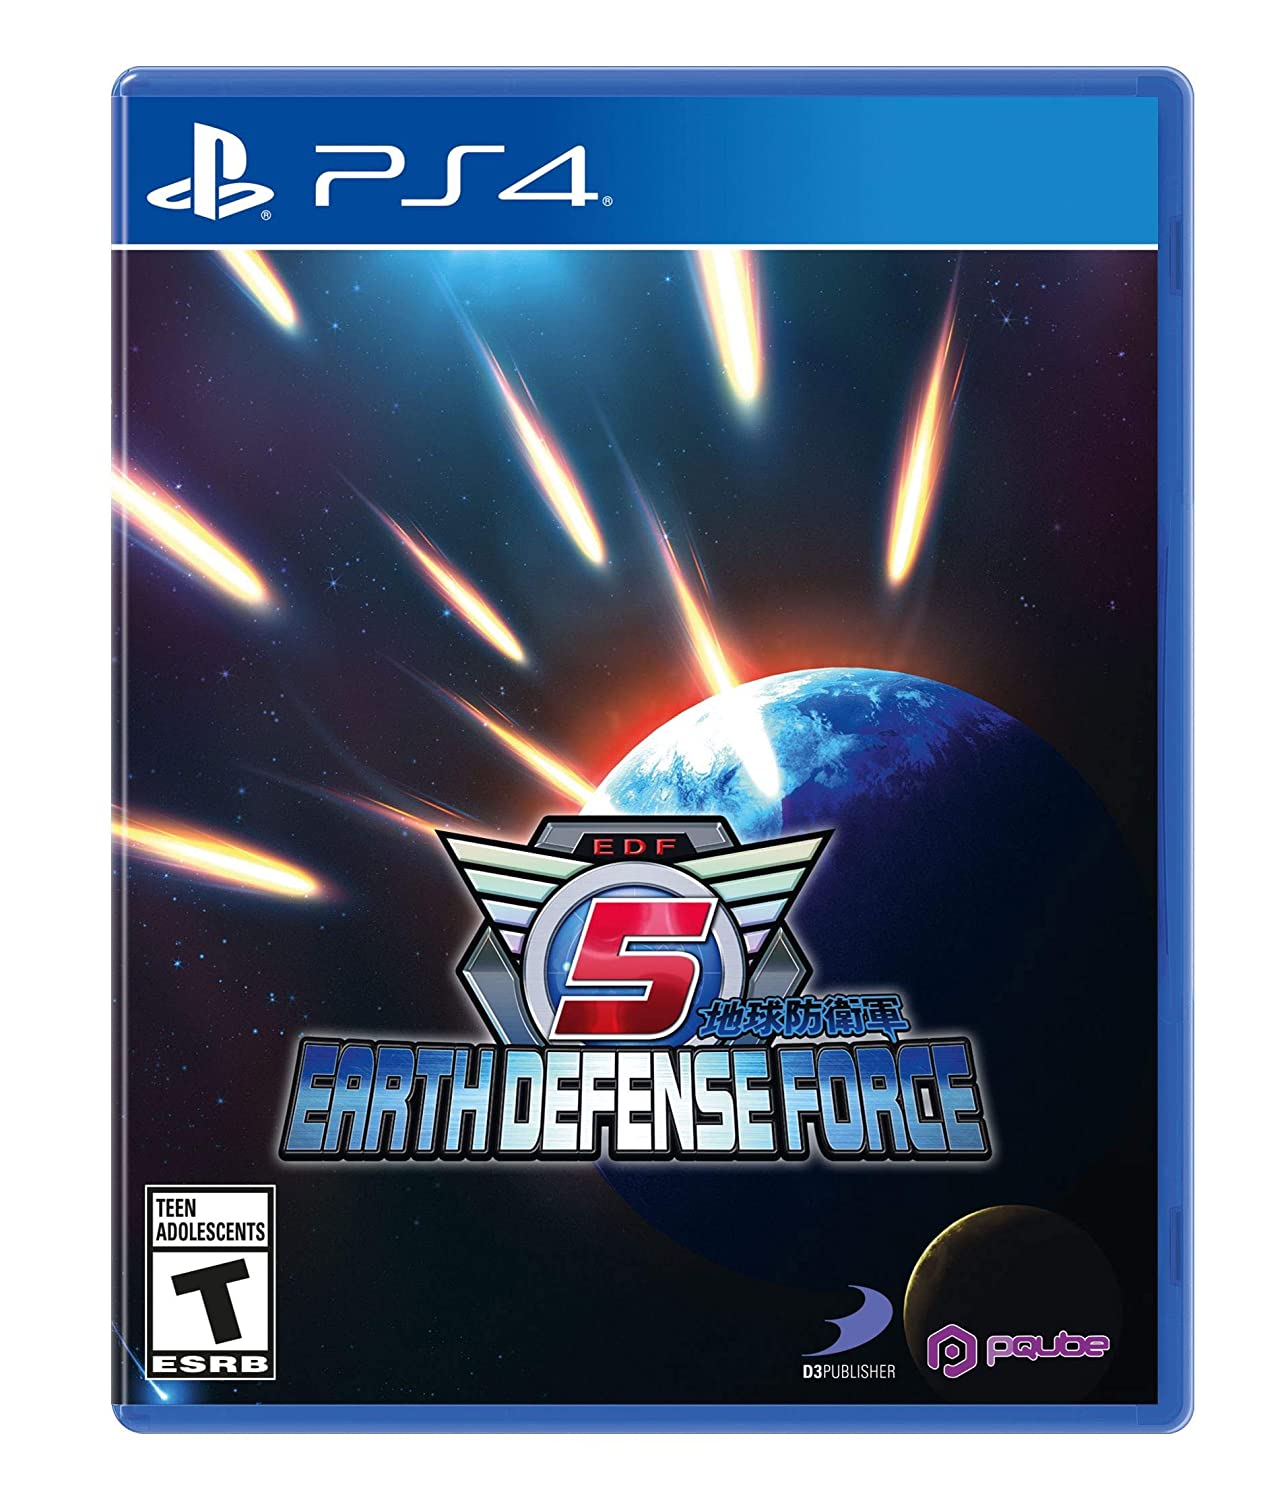 PS4
EDF
5
地球防衛軍
EARTH DEFENSE FORCE
TEEN
ADOLESCENTS
T
ESRB
D3PUBLISHER
pqube